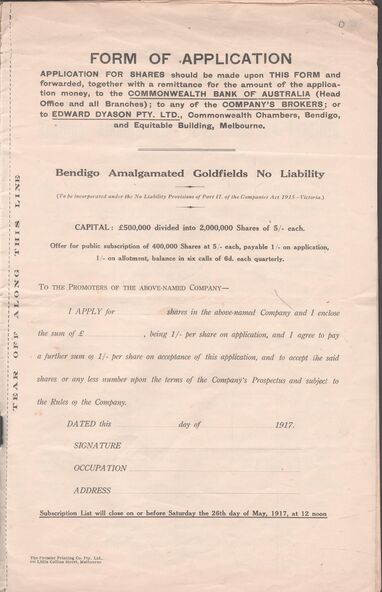 FORM OF APPLICATION
APPLICATION FOR SHARES should be made upon THIS FORM and
forwarded, together with a remittance for the amount of the applica-
tion money, to the COMMONWEALTH BANK OF AUSTRALIA (Head
Office and all Branches); to any of the COMPANY'S BROKERS; or
to EDWARD DYASON PTY. LTD., Commonwealth Chambers, Bendigo,
and Equitable Building, Melbourne.
Bendigo Amalgamated Goldfields No Liability
(To be incorporated under the No Liability Provisions of Part II. of the Companies Act 1915—Victoria.)
CAPITAL: £500,000 divided into 2,000,000 Shares of 5/- each.
Offer for public subscription of 400,000 Shares at 5/- each, payable 1/- on application,
1/- on allotment, balance in six calls of 6d. each quarterly.
TO THE PROMOTERS OF THE ABOVE-NAMED COMPANY—
I APPLY for shares in the above-named Company and I enclose
the sum of £ , being 1/- per share on application, and I agree to pay
a further sum of 1/- per share on acceptance of this application, and to accept the said
shares or any less number upon the terms of the Company's Prospectus and subject to
the Rules of the Company.
DATED this day of 1917.
SIGNATURE
OCCUPATION
ADDRESS
Subscription List will close on or before Saturday the 26th day of May, 1917, at 12 noon
The Premier Printing Co. Pty. Ltd.,
Little Collins Street, Melbourne
TEAR OFF ALONG THIS LINE